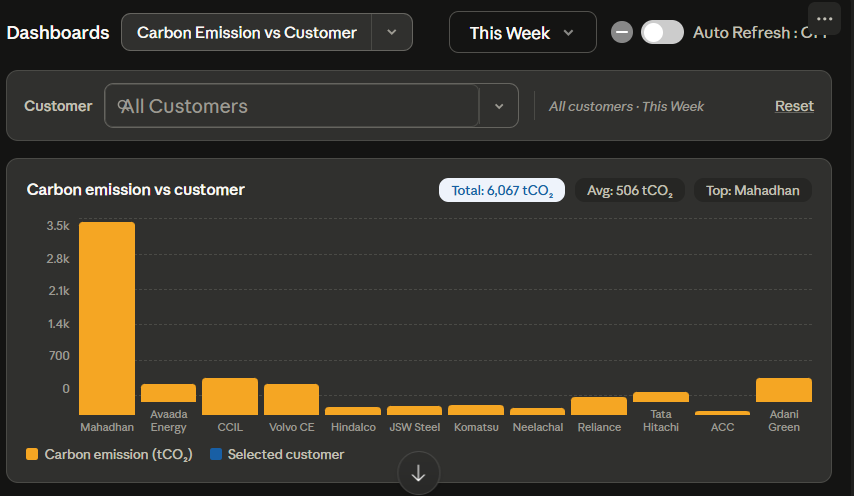 Dashboards
Carbon Emission vs Customer
This Week
Auto Refresh :
Customer
All Customers
All customers · This Week
Reset
Carbon emission vs customer
Total: 6,067 tCO₂
Avg: 506 tCO₂
Top: Mahadhan
3.5k
2.8k
2.1k
1.4k
700
0
Mahadhan
Avaada
Energy
CCIL
Volvo CE
Hindalco
JSW Steel
Komatsu
Neelachal
Reliance
Tata
Hitachi
ACC
Adani
Green
Carbon emission (tCO₂)
Selected customer